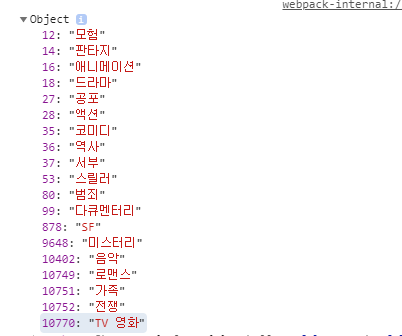 webpack-internal:/
Object
12: "모험"
14: "판타지"
16: "애니메이션"
18: "드라마"
27: "공포"
28: "액션"
35: "코미디"
36: "역사"
37: "서부"
53: "스릴러"
80: "범죄"
99: "다큐멘터리"
878: "SF"
9648: "미스터리"
10402: "음악"
10749: "로맨스"
10751: "가족"
10752: "전쟁"
10770: "TV 영화"